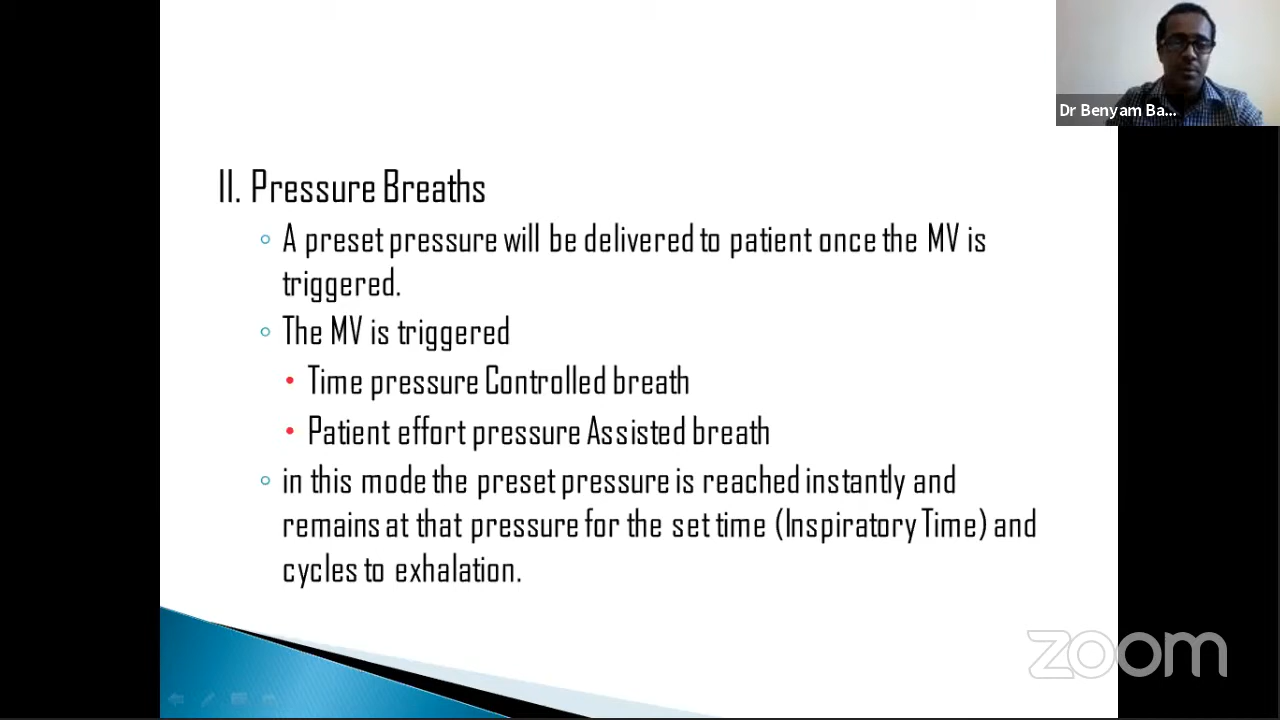 Dr Benyam Ba...
II. Pressure Breaths
A preset pressure will be delivered to patient once the MV is
triggered.
The MV is triggered
Time pressure Controlled breath
Patient effort pressure Assisted breath
in this mode the preset pressure is reached instantly and
remains at that pressure for the set time (Inspiratory Time) and
cycles to exhalation.
zoom